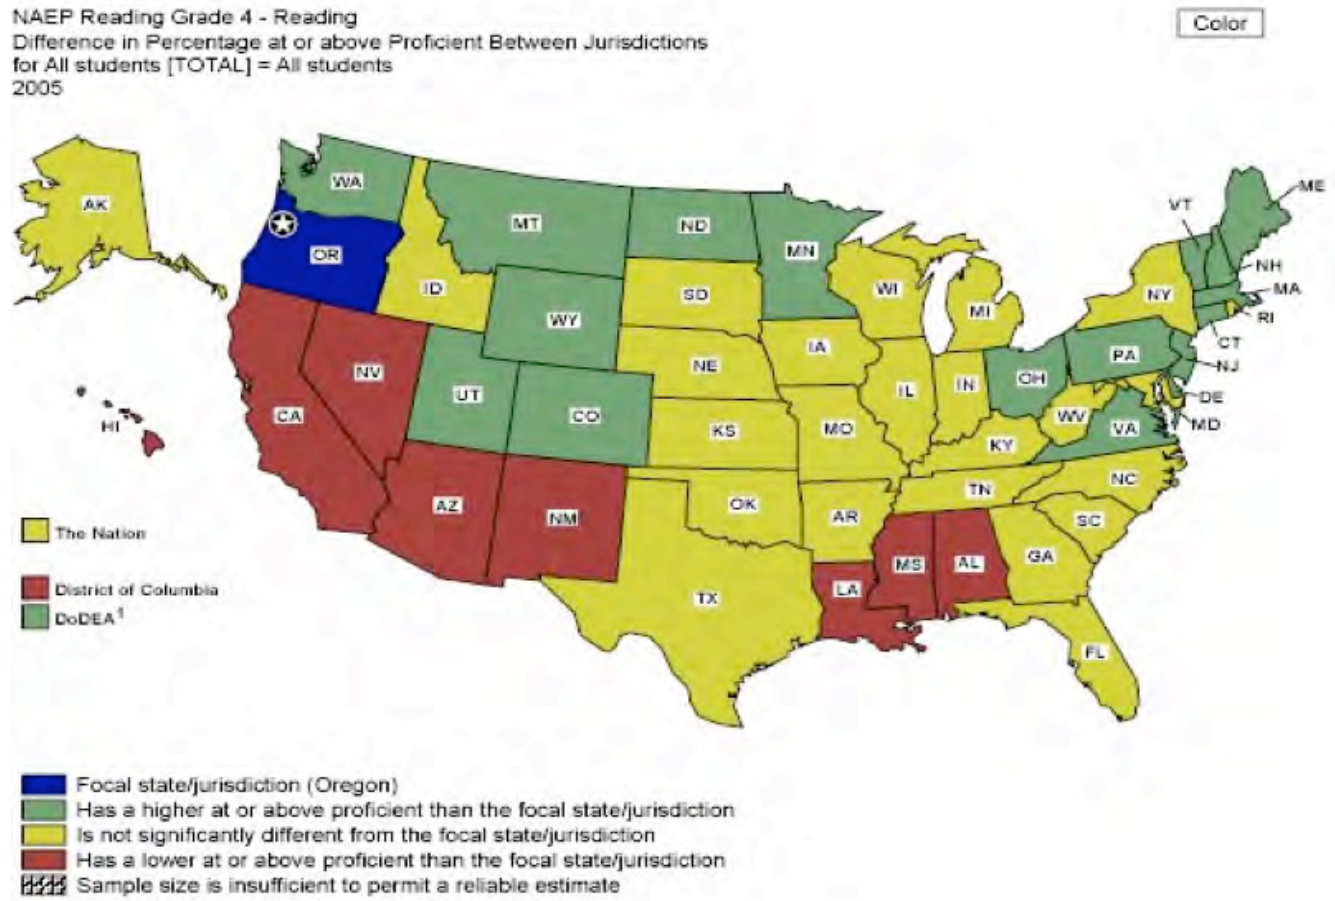 NAEP Reading Grade 4 - Reading
Color
Difference in Percentage at or above Proficient Between Jurisdictions
for All students [TOTAL] = All students
2005
WA
ME
AK
VT
MT
ND
OR
MN
NH
ID
SD
WI
NY
MA
MI
RI
WY
CT
IA
PA
NJ
NV
NE
OH
UT
IL
IN
DE
CO
WV
MD
CA
VA
HI
KS
MO
KY
NC
AZ
OK
TN
NM
AR
SC
GA
The Nation
MS
AL
District of Columbia
LA
TX
DoDEA¹
FL
Focal state/jurisdiction (Oregon)
Has a higher at or above proficient than the focal state/jurisdiction
Is not significantly different from the focal state/jurisdiction
Has a lower at or above proficient than the focal state/jurisdiction
Sample size is insufficient to permit a reliable estimate